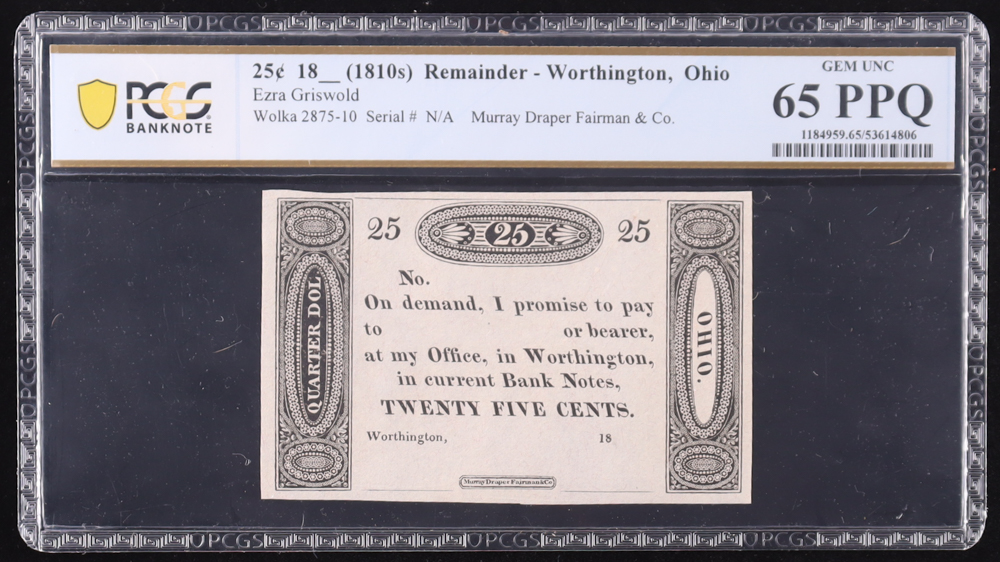 PCGS
BANKNOTE
25¢ 18__ (1810s) Remainder - Worthington, Ohio
Ezra Griswold
Wolka 2875-10 Serial # N/A Murray Draper Fairman & Co.
GEM UNC
65 PPQ
1184959.65/53614806
25 25 25
No.
On demand, I promise to pay
to or bearer,
at my Office, in Worthington,
in current Bank Notes,
TWENTY FIVE CENTS.
Worthington, 18
Murray Draper Fairman & Co
QUARTER DOL.
OHIO.